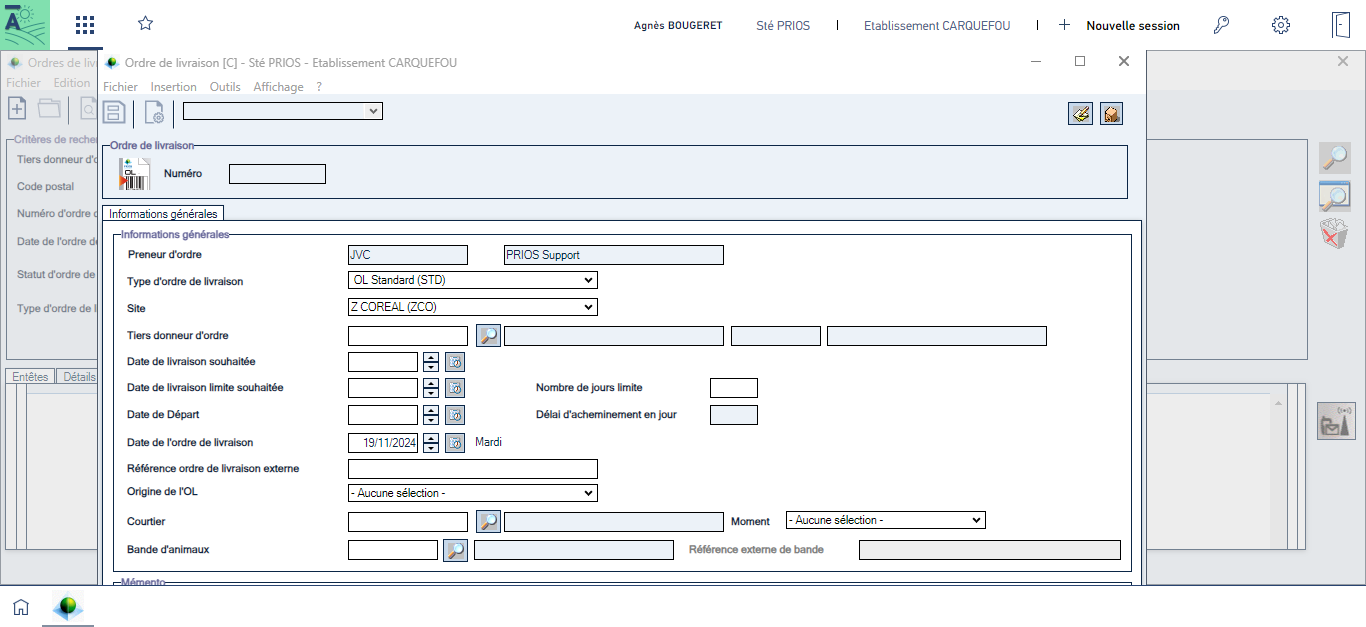 Agnès BOUGERET Sté PRIOS Etablissement CARQUEFOU Nouvelle session
Ordres de liv
Fichier Edition
Critères de recher
Tiers donneur d'o
Code postal
Numéro d'ordre d
Date de l'ordre de
Statut d'ordre de
Type d'ordre de l
Entêtes Détails
Ordre de livraison [C] - Sté PRIOS - Etablissement CARQUEFOU
Fichier Insertion Outils Affichage ?
Ordre de livraison
OL
Numéro
Informations générales
Informations générales
Preneur d'ordre JVC PRIOS Support
Type d'ordre de livraison OL Standard (STD)
Site Z COREAL (ZCO)
Tiers donneur d'ordre
Date de livraison souhaitée
Date de livraison limite souhaitée Nombre de jours limite
Date de Départ Délai d'acheminement en jour
Date de l'ordre de livraison 19/11/2024 Mardi
Référence ordre de livraison externe
Origine de l'OL - Aucune sélection -
Courtier Moment - Aucune sélection -
Bande d'animaux Référence externe de bande
Mémento